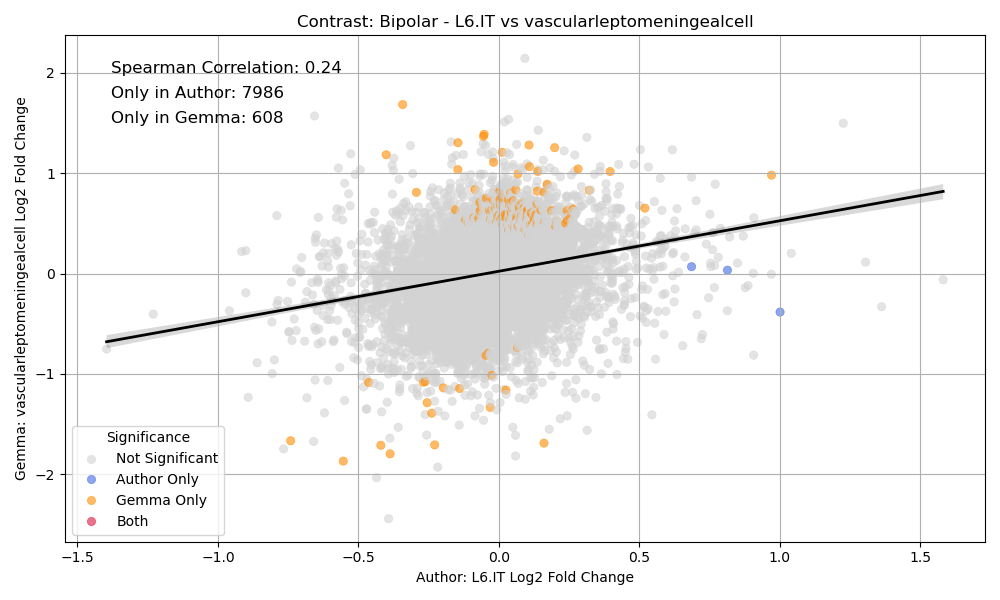 Contrast: Bipolar - L6.IT vs vascularleptomeningealcell
Spearman Correlation: 0.24
Only in Author: 7986
Only in Gemma: 608
Gemma: vascularleptomeningealcell Log2 Fold Change
2
1
0
−1
−2
Significance
Not Significant
Author Only
Gemma Only
Both
−1.5 −1.0 −0.5 0.0 0.5 1.0 1.5
Author: L6.IT Log2 Fold Change